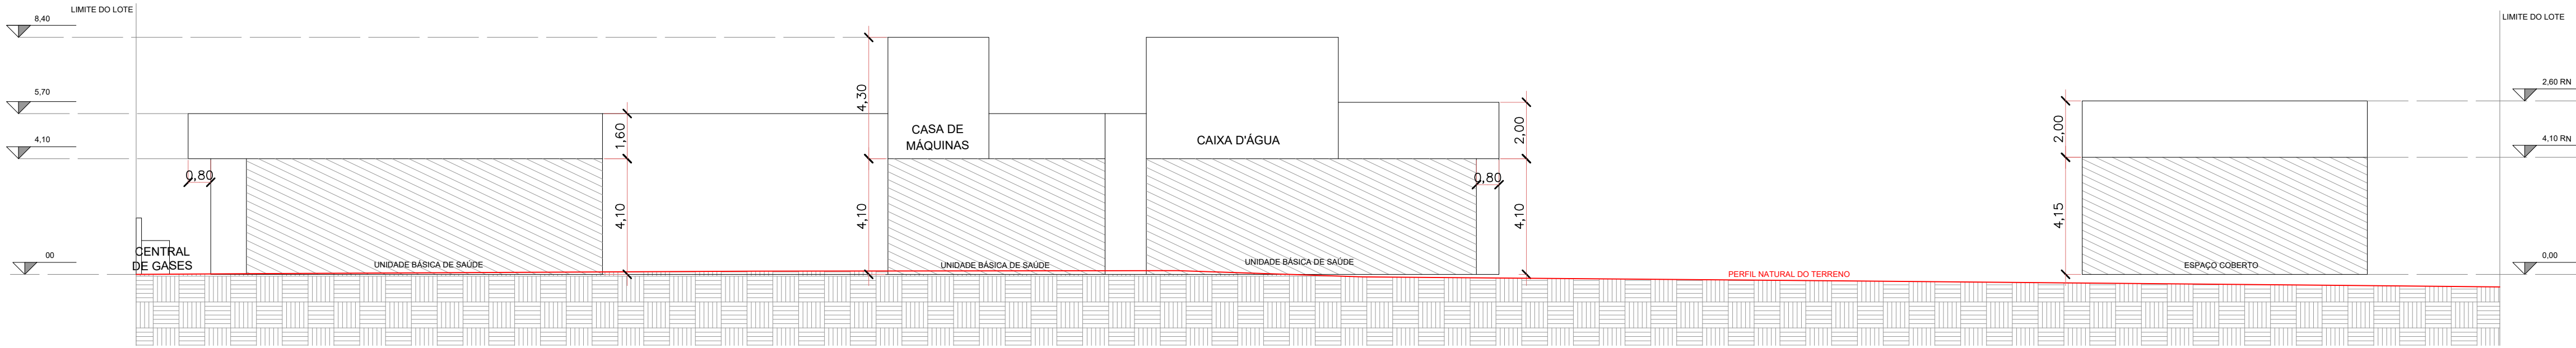 LIMITE DO LOTE
8,40
5,70
4,10
00
0,80
CENTRAL
DE GASES
UNIDADE BÁSICA DE SAÚDE
1,60
4,10
4,30
4,10
CASA DE
MÁQUINAS
UNIDADE BÁSICA DE SAÚDE
CAIXA D'ÁGUA
UNIDADE BÁSICA DE SAÚDE
0,80
2,00
4,10
PERFIL NATURAL DO TERRENO
2,00
4,15
ESPAÇO COBERTO
LIMITE DO LOTE
2,60 RN
4,10 RN
0,00